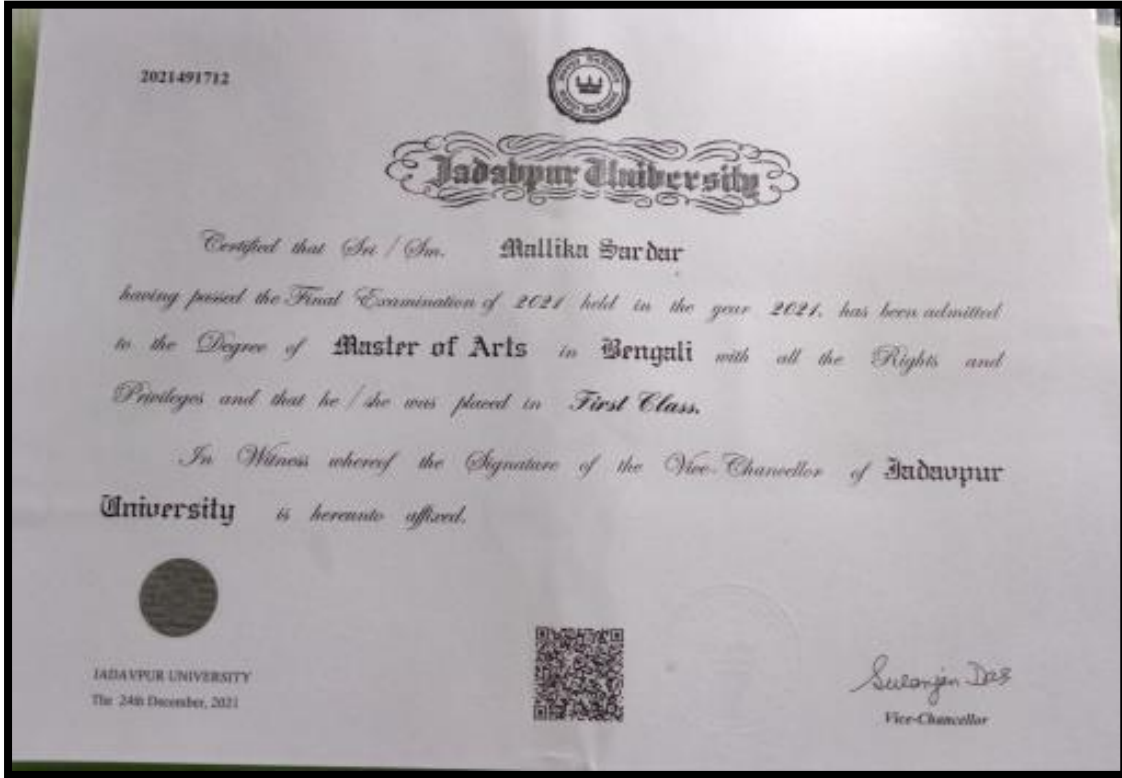 2021491712
Jadavpur University
Certified that Sri / Sm. Mallika Sardar
having passed the Final Examination of 2021 held in the year 2021, has been admitted
to the Degree of Master of Arts in Bengali with all the Rights and
Privileges and that he / she was placed in First Class.
In Witness whereof the Signature of the Vice-Chancellor of Jadavpur
University is hereunto affixed.
JADAVPUR UNIVERSITY
The 24th December, 2021
Suranjan Das
Vice-Chancellor